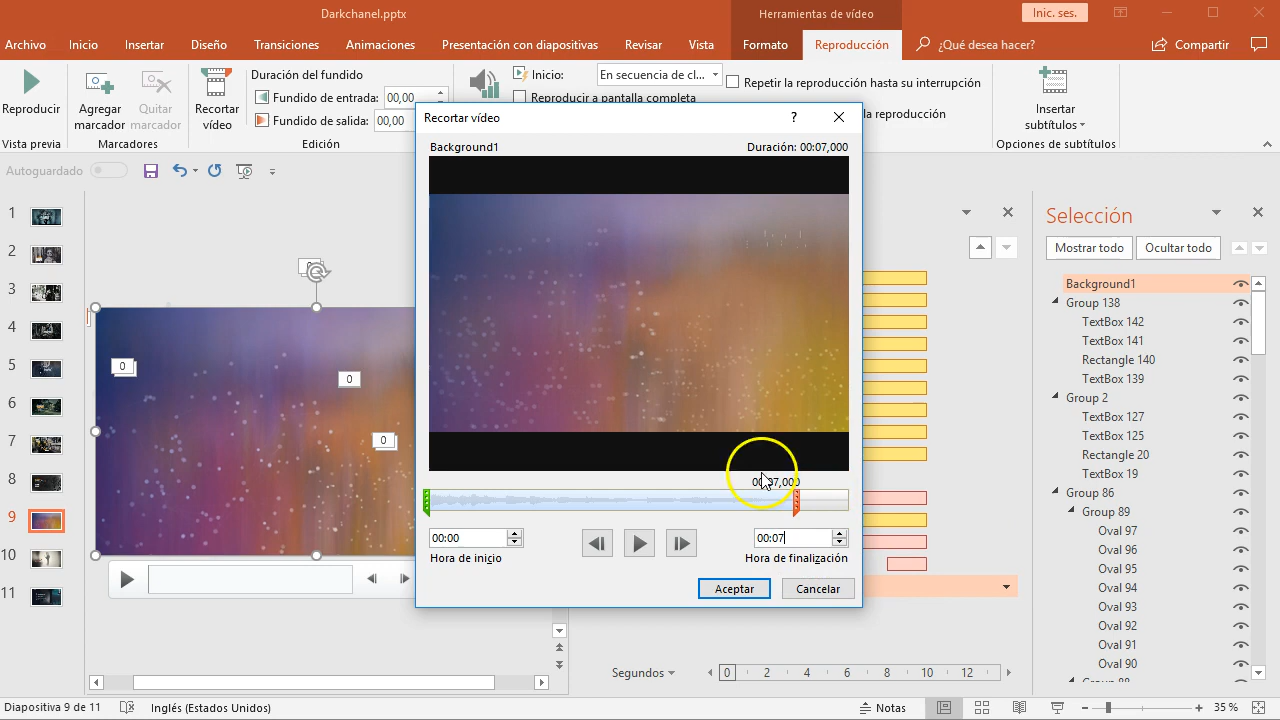 Darkchanel.pptx
Herramientas de vídeo
Inic. ses.
Archivo
Inicio
Insertar
Diseño
Transiciones
Animaciones
Presentación con diapositivas
Revisar
Vista
Formato
Reproducción
¿Qué desea hacer?
Compartir
Reproducir
Vista previa
Agregar marcador
Quitar marcador
Marcadores
Recortar vídeo
Duración del fundido
Fundido de entrada: 00,00
Fundido de salida: 00,00
Edición
Inicio: En secuencia de cl...
Reproducir a pantalla completa
Repetir la reproducción hasta su interrupción
la reproducción
Insertar subtítulos
Opciones de subtítulos
Autoguardado
1
2
3
4
5
6
7
8
9
10
11
0
0
0
Recortar vídeo
?
Background1
Duración: 00:07,000
00:00
Hora de inicio
00:07
Hora de finalización
Aceptar
Cancelar
Segundos
0 2 4 6 8 10 12
Selección
Mostrar todo
Ocultar todo
Background1
Group 138
TextBox 142
TextBox 141
Rectangle 140
TextBox 139
Group 2
TextBox 127
TextBox 125
Rectangle 20
TextBox 19
Group 86
Group 89
Oval 97
Oval 96
Oval 95
Oval 94
Oval 93
Oval 92
Oval 91
Oval 90
Diapositiva 9 de 11
Inglés (Estados Unidos)
Notas
35 %